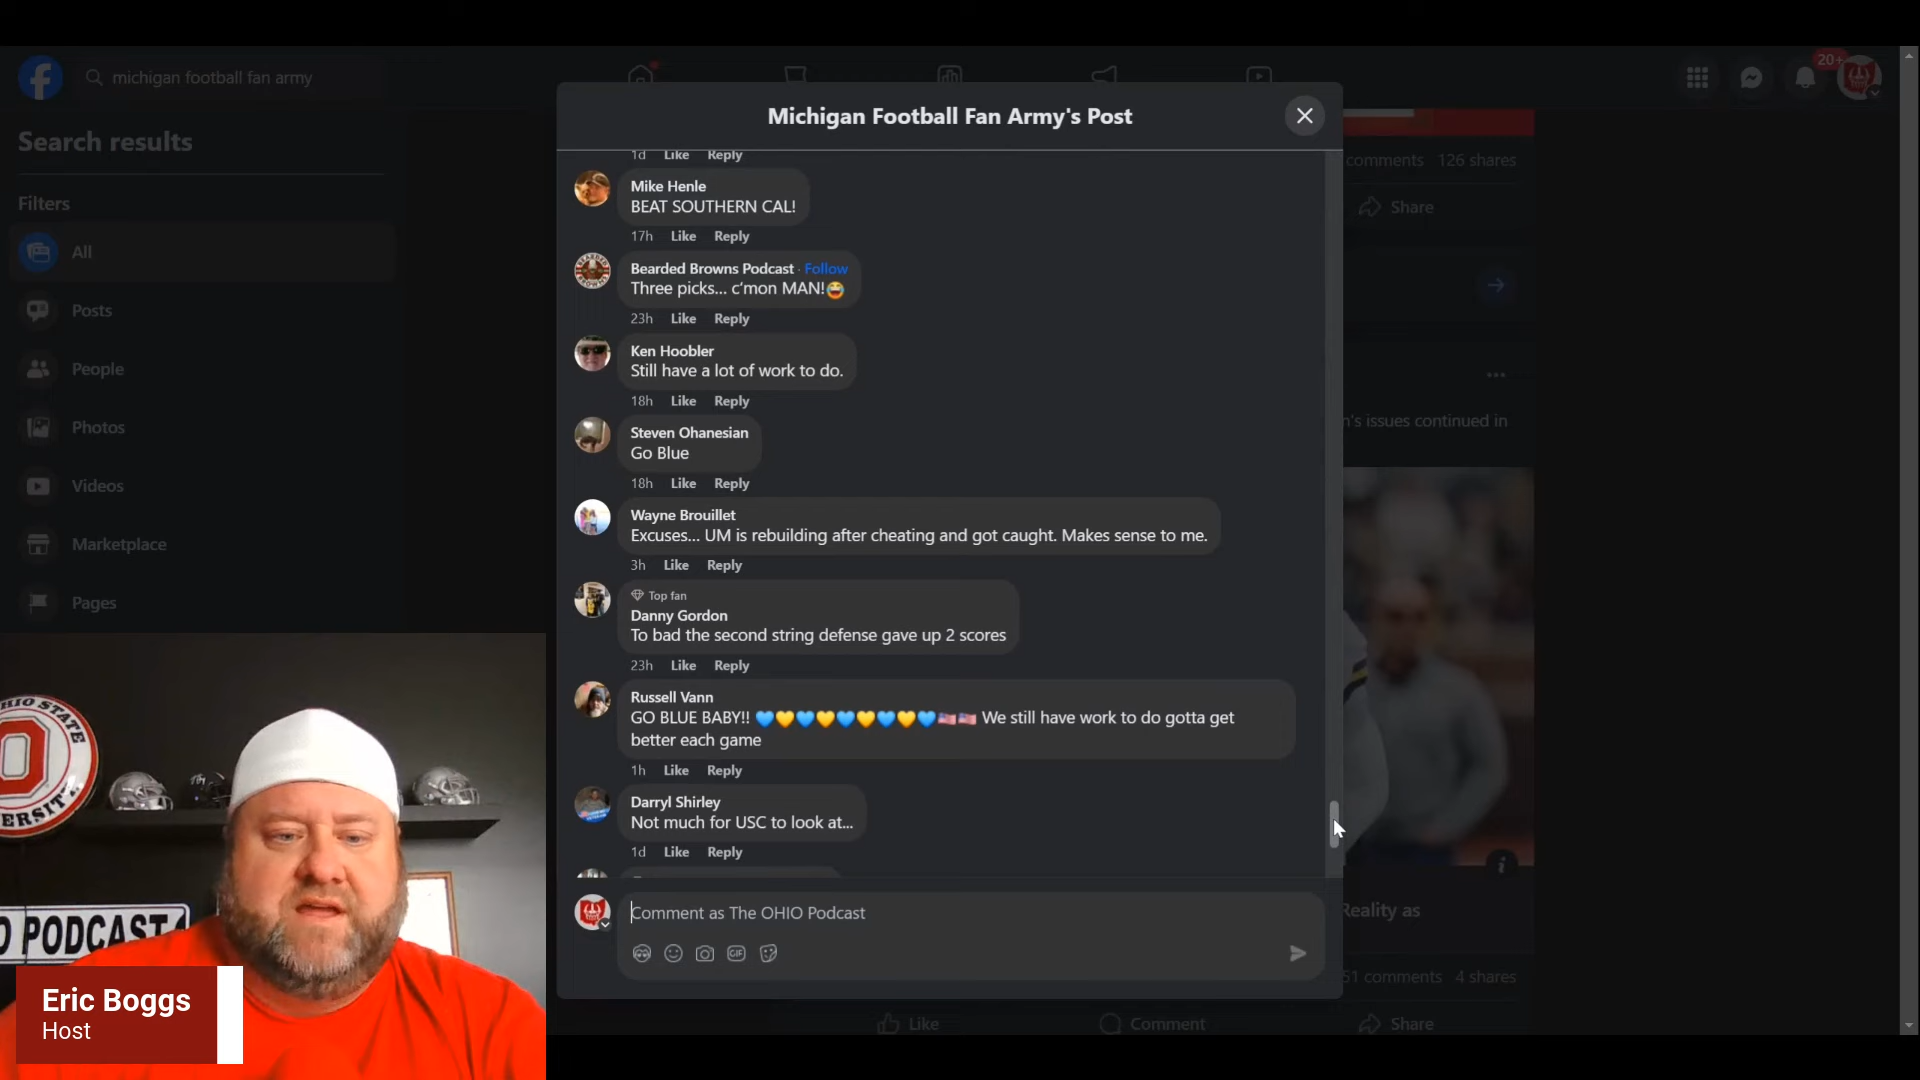 michigan football fan army
20+
Search results
Filters
All
Posts
People
Photos
Videos
Marketplace
Pages
Michigan Football Fan Army's Post
1d Like Reply
Mike Henle
BEAT SOUTHERN CAL!
17h Like Reply
Bearded Browns Podcast · Follow
Three picks... c'mon MAN!😂
23h Like Reply
Ken Hoobler
Still have a lot of work to do.
18h Like Reply
Steven Ohanesian
Go Blue
18h Like Reply
Wayne Brouillet
Excuses... UM is rebuilding after cheating and got caught. Makes sense to me.
3h Like Reply
Top fan
Danny Gordon
To bad the second string defense gave up 2 scores
23h Like Reply
Russell Vann
GO BLUE BABY!! 💙💛💙💛💙💛💙💛💙🇺🇸🇺🇸 We still have work to do gotta get
better each game
1h Like Reply
Darryl Shirley
Not much for USC to look at...
1d Like Reply
Comment as The OHIO Podcast
GIF
comments 126 shares
Share
n's issues continued in
Reality as
51 comments 4 shares
Like Comment Share
HIO STATE
O
ERSITY
O PODCAST
Eric Boggs
Host